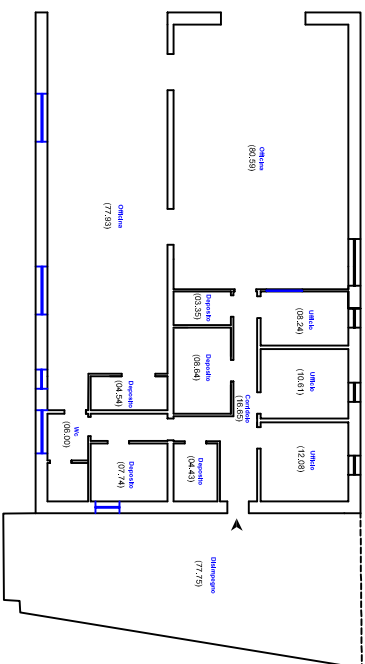 Officina
(80.59)
Officina
(77.93)
Deposito
(03.35)
Ufficio
(08.24)
Deposito
(08.64)
Ufficio
(10.61)
Corridoio
(16.65)
Deposito
(04.54)
Wc
(06.00)
Deposito
(07.74)
Deposito
(04.43)
Ufficio
(12.08)
Disimpegno
(77.75)